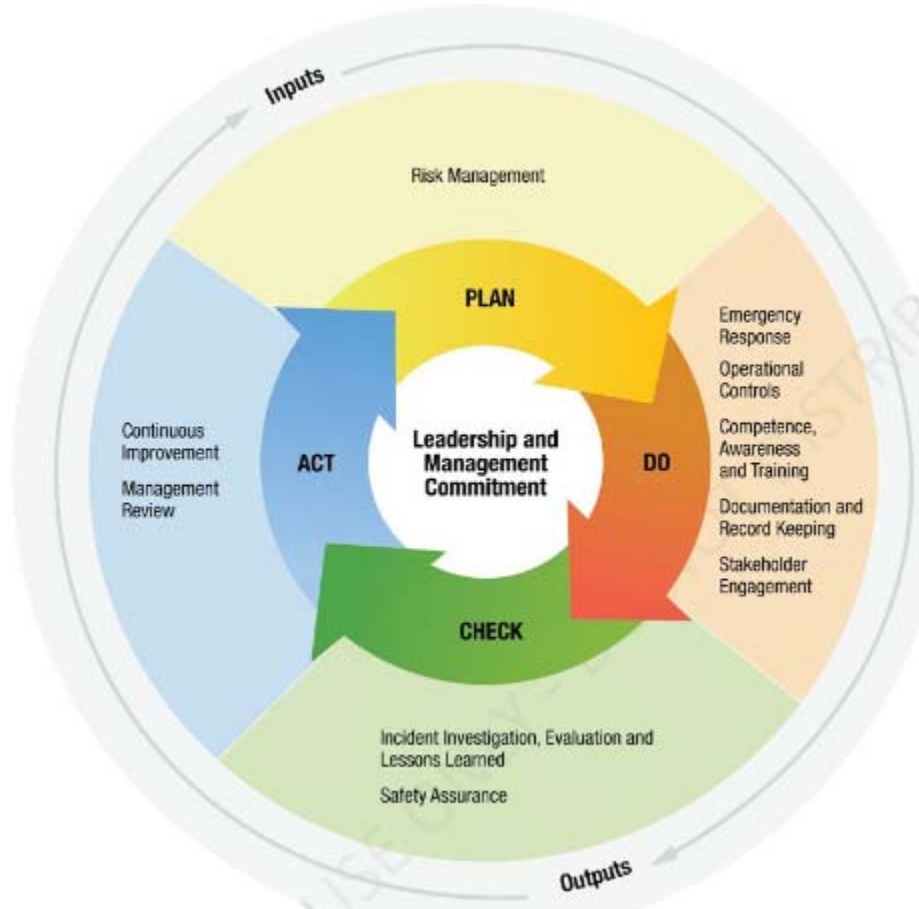 Inputs
Risk Management
PLAN
Emergency
Response
Operational
Controls
Competence,
Awareness
and Training
Documentation and
Record Keeping
Stakeholder
Engagement
DO
Leadership and
Management
Commitment
ACT
Continuous
Improvement
Management
Review
CHECK
Incident Investigation, Evaluation and
Lessons Learned
Safety Assurance
Outputs
USE ONLY